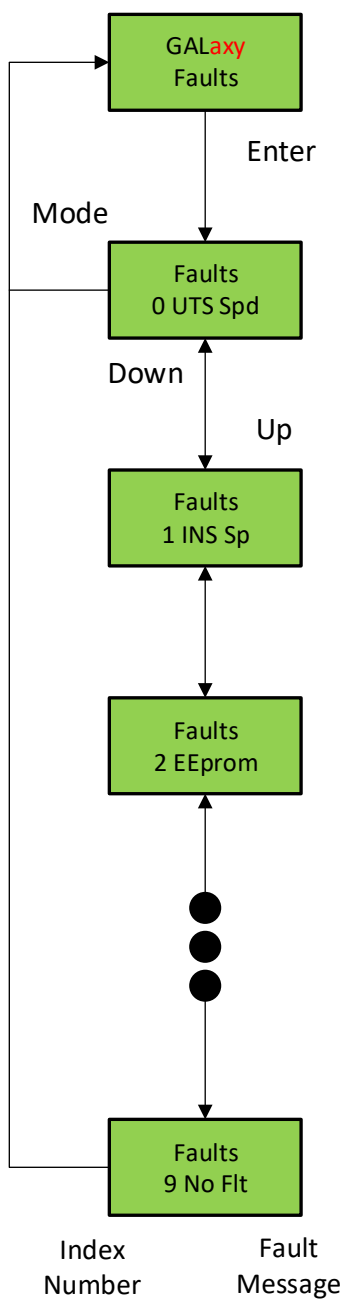 GALaxy
Faults
Enter
Mode
Faults
0 UTS Spd
Down
Up
Faults
1 INS Sp
Faults
2 EEprom
Faults
9 No Flt
Index
Number
Fault
Message